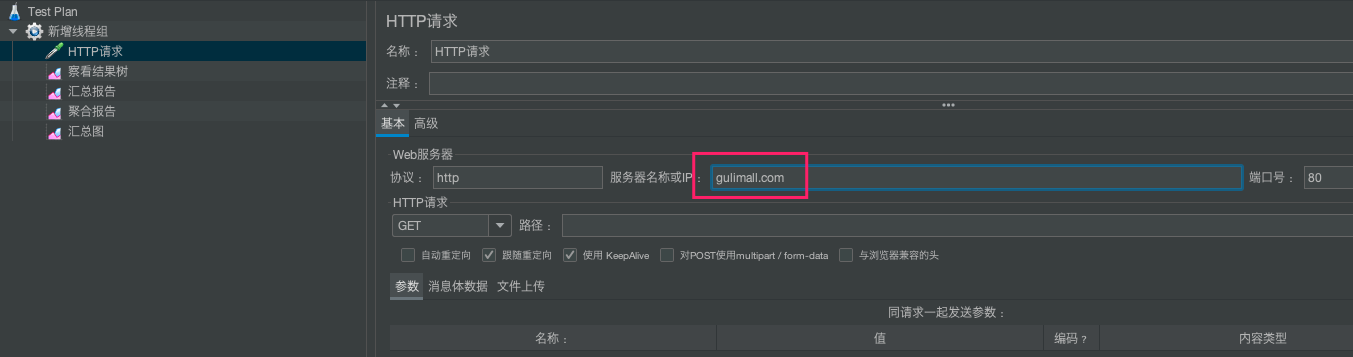 Test Plan
新增线程组
HTTP请求
察看结果树
汇总报告
聚合报告
汇总图
HTTP请求
名称： HTTP请求
注释：
基本 高级
Web服务器
协议： http 服务器名称或IP： gulimall.com 端口号： 80
HTTP请求
GET 路径：
自动重定向 跟随重定向 使用 KeepAlive 对POST使用multipart / form-data 与浏览器兼容的头
参数 消息体数据 文件上传
同请求一起发送参数：
名称： 值 编码？ 内容类型